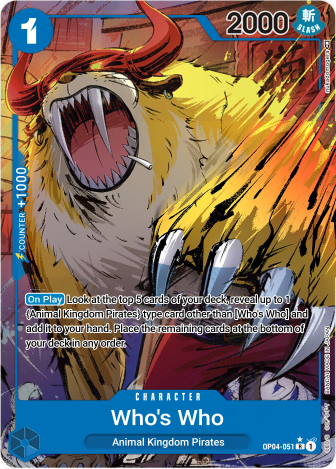 1
2000
斬
SLASH
COUNTER +1000
On Play Look at the top 5 cards of your deck, reveal up to 1
{Animal Kingdom Pirates} type card other than [Who's Who] and
add it to your hand. Place the remaining cards at the bottom of
your deck in any order.
CHARACTER
Who's Who
Animal Kingdom Pirates
OP04-051 R 1